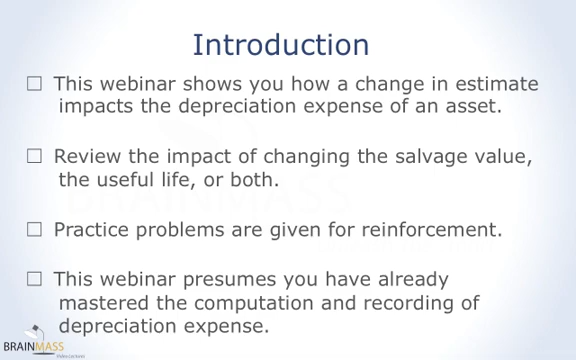 Introduction
☐ This webinar shows you how a change in estimate
impacts the depreciation expense of an asset.
☐ Review the impact of changing the salvage value,
the useful life, or both.
☐ Practice problems are given for reinforcement.
☐ This webinar presumes you have already
mastered the computation and recording of
depreciation expense.
BRAINMASS
Video Lectures